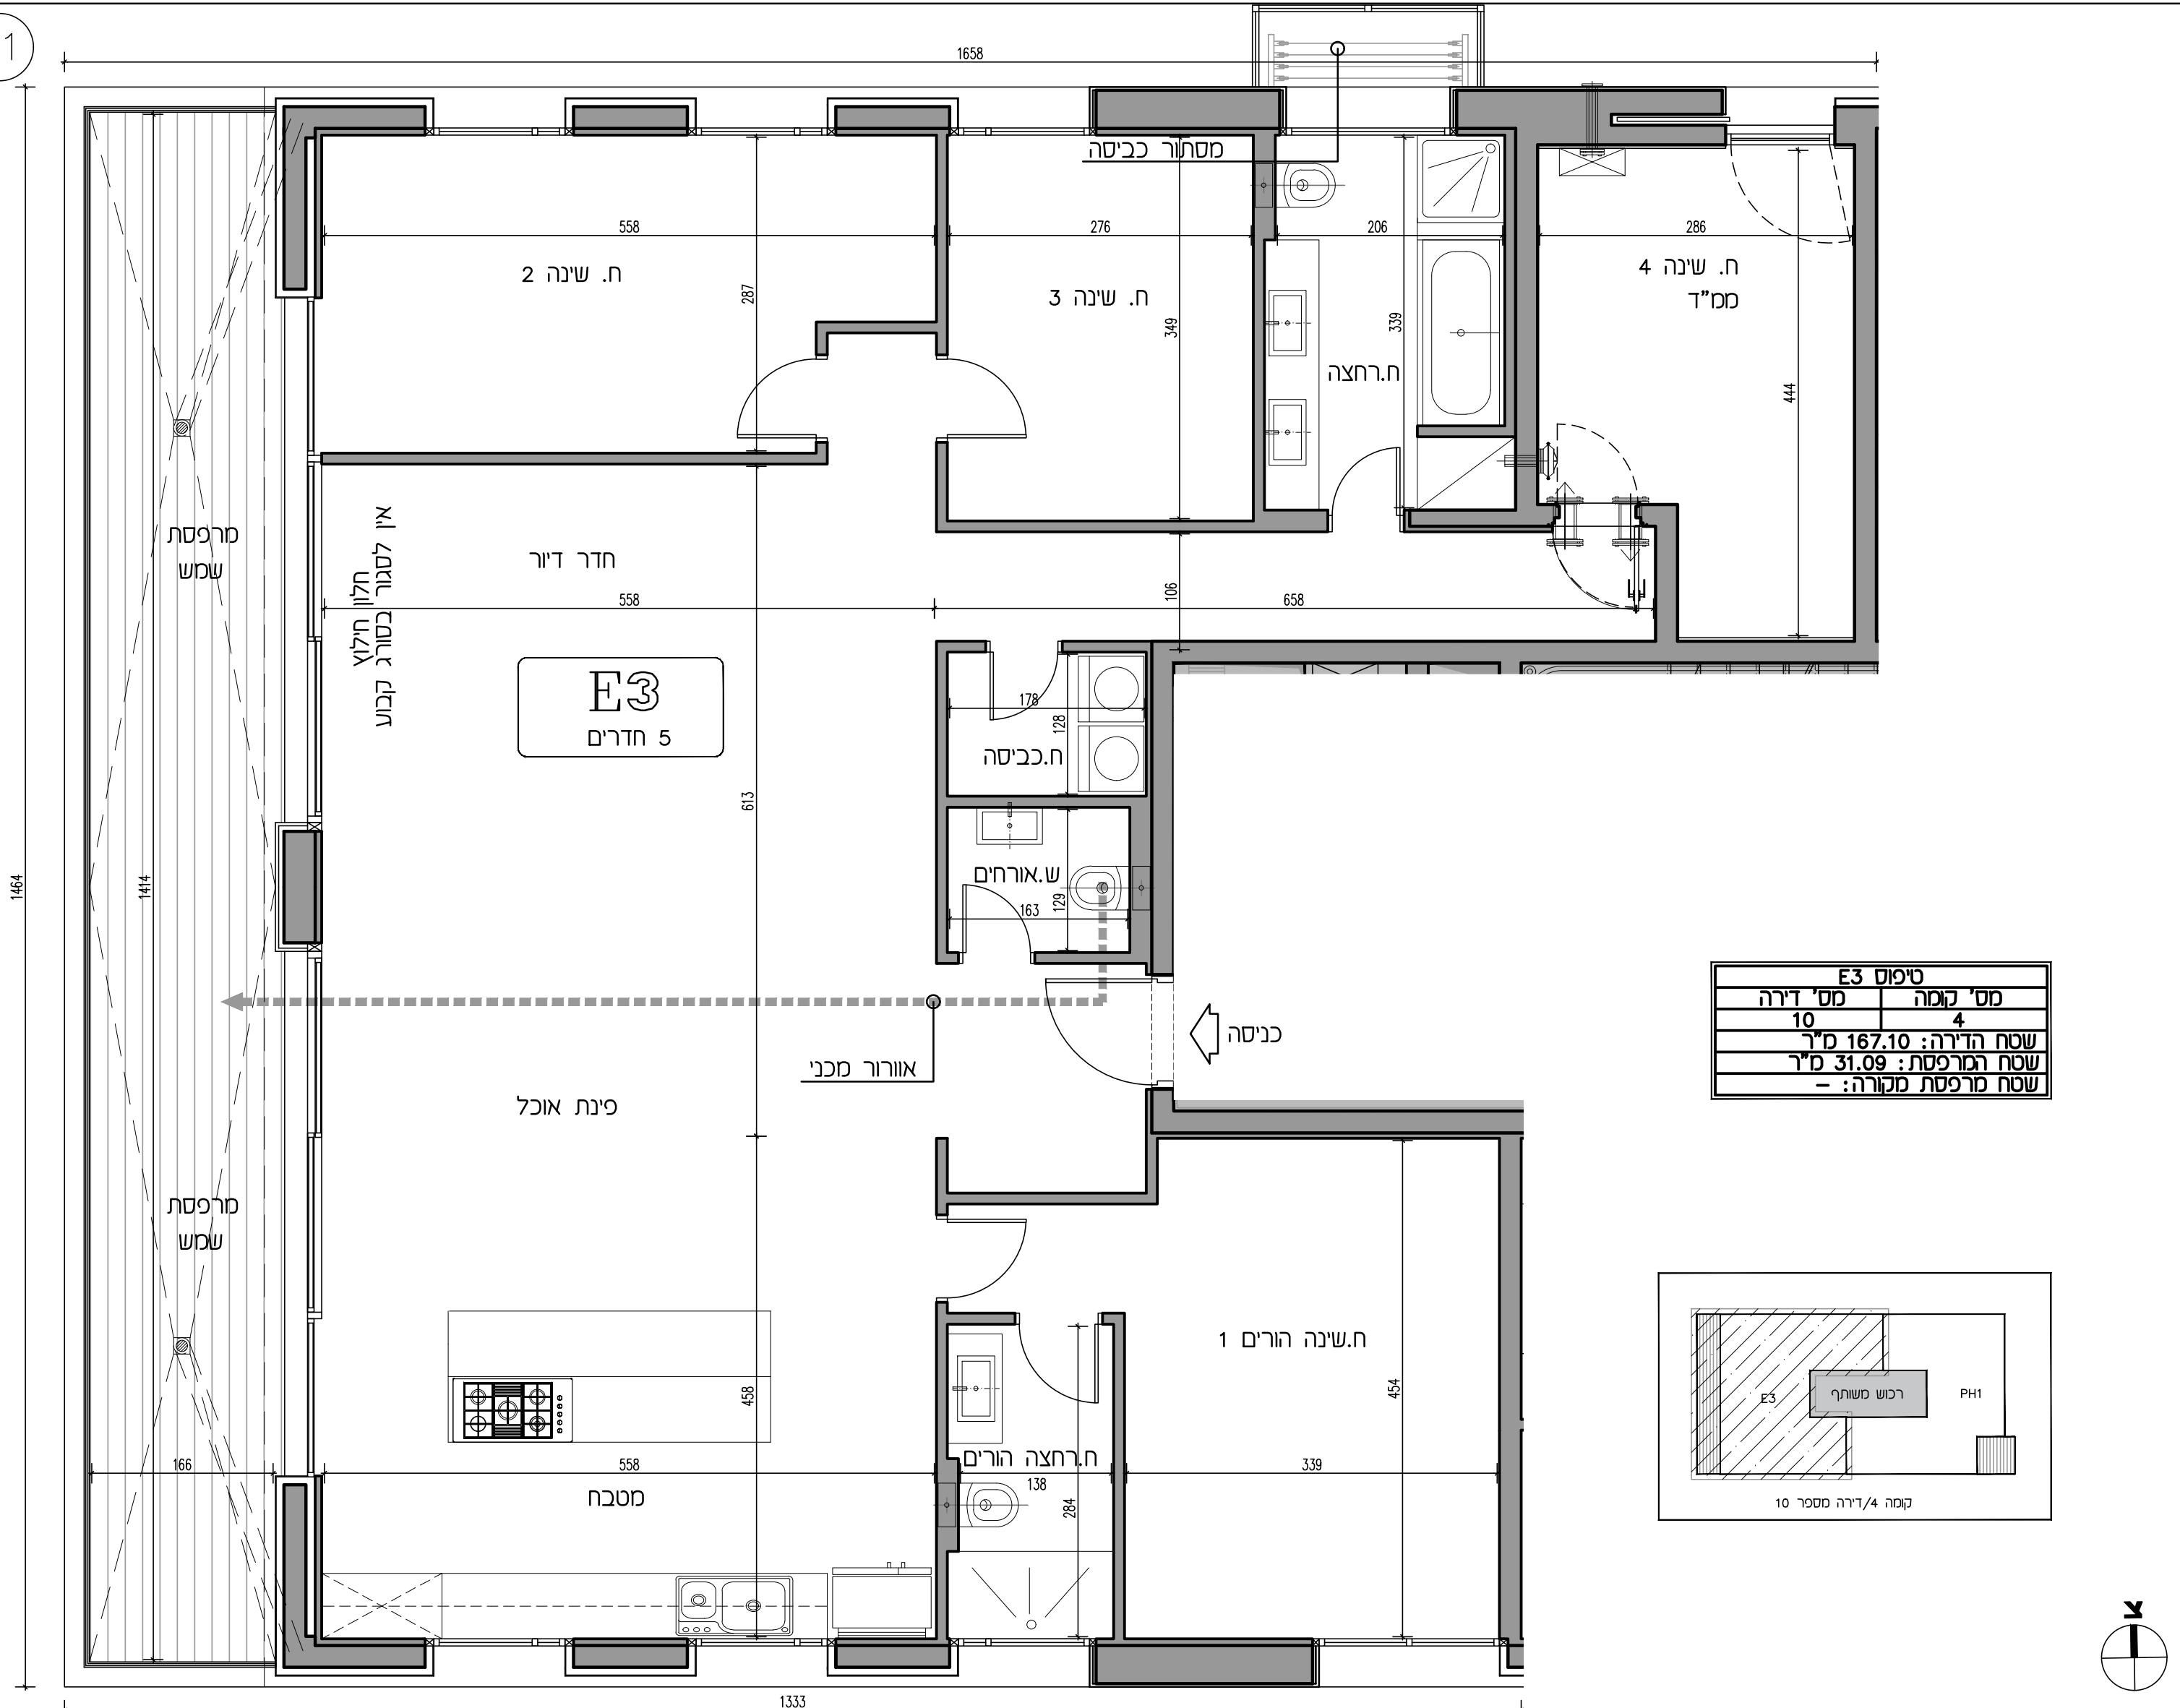 1
1658
מסתור כביסה
558
276
206
286
ח. שינה 2
287
ח. שינה 3
349
339
ח. שינה 4
ממ"ד
ח.רחצה
444
מרפסת
שמש
חלון חילוץ
אין לסגור בסורג קבוע
חדר דיור
558
106
658
E3
5 חדרים
178
128
ח.כביסה
613
ש.אורחים
163
129
1464
1414
כניסה
אוורור מכני
פינת אוכל
טיפוס E3
מס' קומה
מס' דירה
4
10
שטח הדירה: 167.10 מ"ר
שטח המרפסת: 31.09 מ"ר
שטח מרפסת מקורה: –
מרפסת
שמש
ח.שינה הורים 1
458
454
166
558
ח.רחצה הורים
138
339
284
מטבח
E3
רכוש משותף
PH1
קומה 4/דירה מספר 10
צ
1333